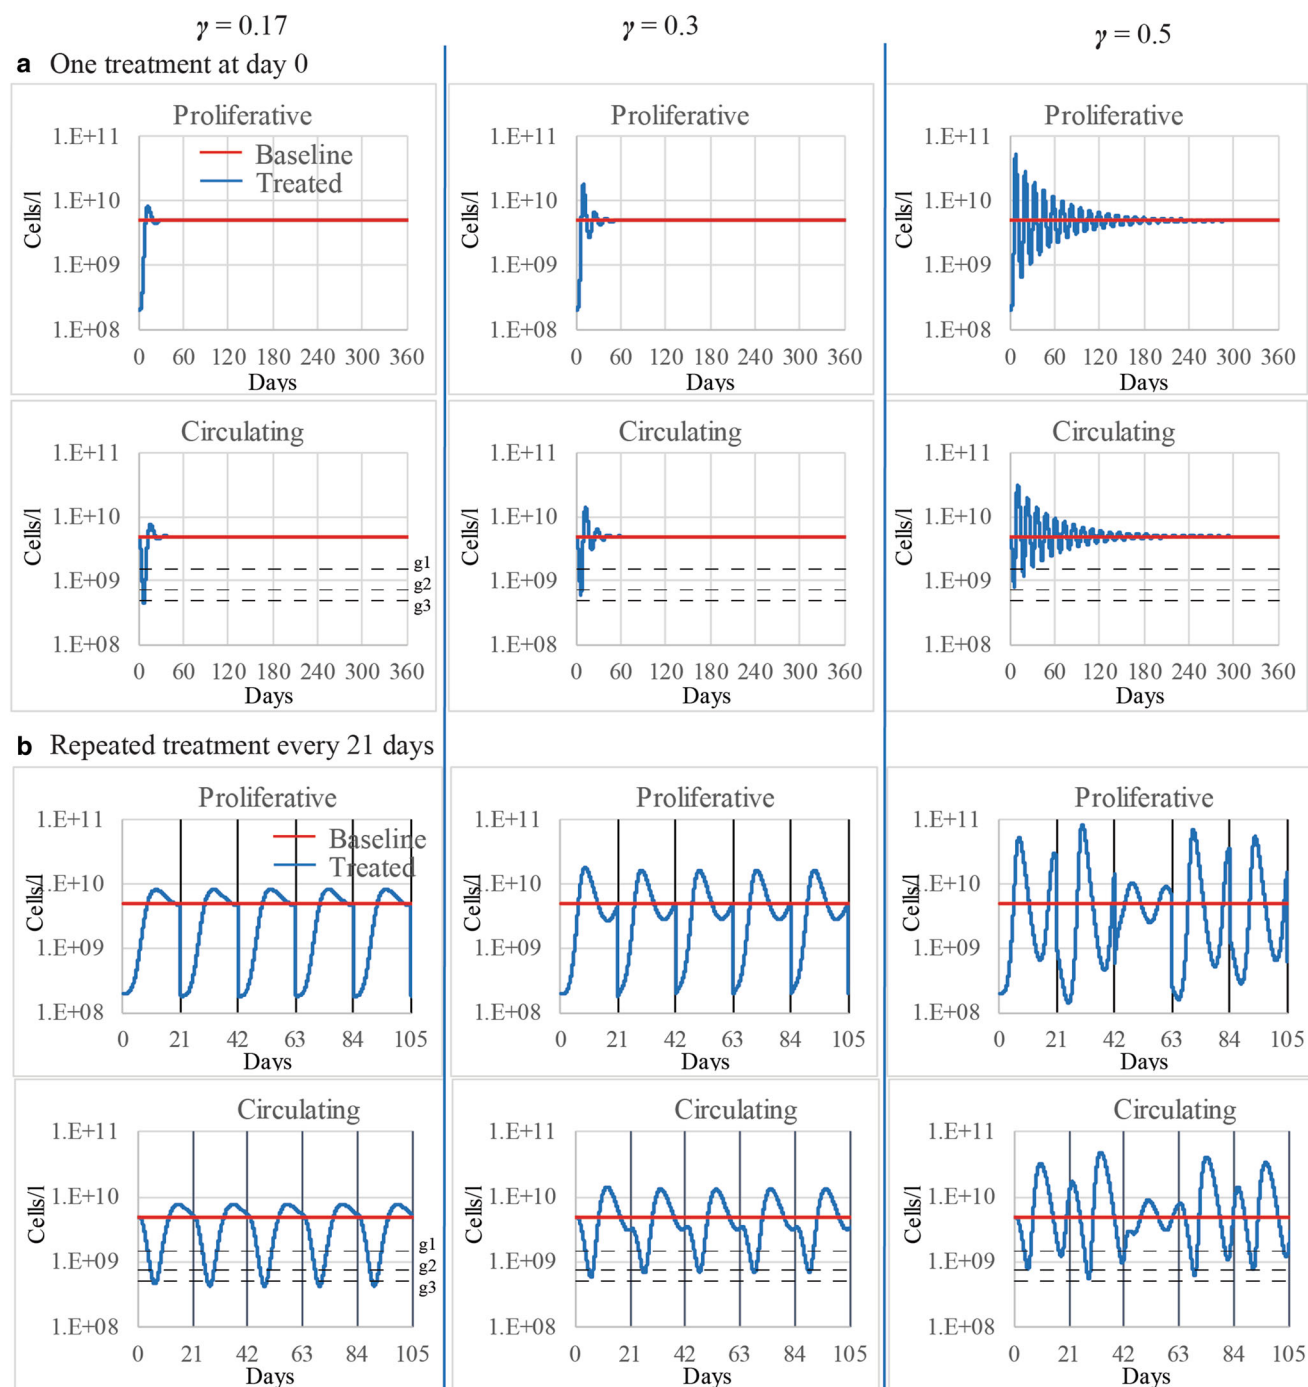 γ = 0.17
γ = 0.3
γ = 0.5
a One treatment at day 0
Proliferative
1.E+11
1.E+10
1.E+09
1.E+08
Cells/l
Baseline
Treated
0 60 120 180 240 300 360
Days
Proliferative
1.E+11
1.E+10
1.E+09
1.E+08
Cells/l
0 60 120 180 240 300 360
Days
Proliferative
1.E+11
1.E+10
1.E+09
1.E+08
Cells/l
0 60 120 180 240 300 360
Days
Circulating
1.E+11
1.E+10
1.E+09
1.E+08
Cells/l
g1
g2
g3
0 60 120 180 240 300 360
Days
Circulating
1.E+11
1.E+10
1.E+09
1.E+08
Cells/l
0 60 120 180 240 300 360
Days
Circulating
1.E+11
1.E+10
1.E+09
1.E+08
Cells/l
0 60 120 180 240 300 360
Days
b Repeated treatment every 21 days
Proliferative
1.E+11
1.E+10
1.E+09
1.E+08
Cells/l
Baseline
Treated
0 21 42 63 84 105
Days
Proliferative
1.E+11
1.E+10
1.E+09
1.E+08
Cells/l
0 21 42 63 84 105
Days
Proliferative
1.E+11
1.E+10
1.E+09
1.E+08
Cells/l
0 21 42 63 84 105
Days
Circulating
1.E+11
1.E+10
1.E+09
1.E+08
Cells/l
g1
g2
g3
0 21 42 63 84 105
Days
Circulating
1.E+11
1.E+10
1.E+09
1.E+08
Cells/l
0 21 42 63 84 105
Days
Circulating
1.E+11
1.E+10
1.E+09
1.E+08
Cells/l
0 21 42 63 84 105
Days